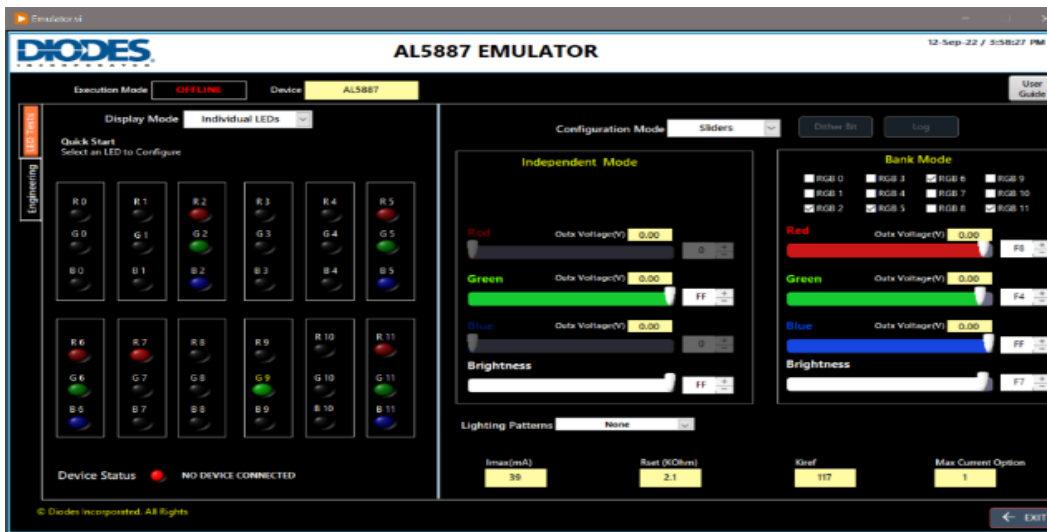 Emulator.vi
DIODES
INCORPORATED
AL5887 EMULATOR
12-Sep-22 / 3:58:27 PM
Execution Mode OFFLINE Device AL5887
User Guide
LED Tests
Engineering
Display Mode Individual LEDs
Quick Start
Select an LED to Configure
R 0 R 1 R 2 R 3 R 4 R 5
G 0 G 1 G 2 G 3 G 4 G 5
B 0 B 1 B 2 B 3 B 4 B 5
R 6 R 7 R 8 R 9 R 10 R 11
G 6 G 7 G 8 G 9 G 10 G 11
B 6 B 7 B 8 B 9 B 10 B 11
Device Status NO DEVICE CONNECTED
Configuration Mode Sliders Dither Bit Log
Independent Mode
Red Outx Voltage(V) 0.00
0
Green Outx Voltage(V) 0.00
FF
Blue Outx Voltage(V) 0.00
0
Brightness
FF
Bank Mode
RGB 0 RGB 3 RGB 6 RGB 9
RGB 1 RGB 4 RGB 7 RGB 10
RGB 2 RGB 5 RGB 8 RGB 11
Red Outx Voltage(V) 0.00
F8
Green Outx Voltage(V) 0.00
F4
Blue Outx Voltage(V) 0.00
FF
Brightness
F7
Lighting Patterns None
Imax(mA) Rset (KOhm) Kiref Max Current Option
39 2.1 117 1
© Diodes Incorporated. All Rights
EXIT